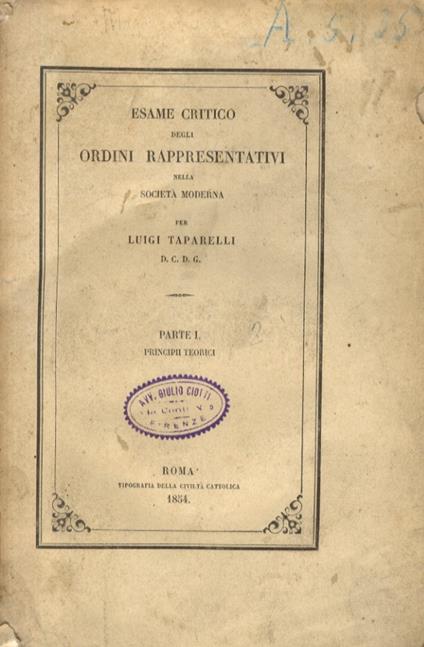 A. 5, 35
ESAME CRITICO
DEGLI
ORDINI RAPPRESENTATIVI
NELLA
SOCIETÀ MODERNA
PER
LUIGI TAPARELLI
D. C. D. G.
PARTE I.
PRINCIPII TEORICI
AVV. GIULIO CIOTTI
FIRENZE
ROMA
TIPOGRAFIA DELLA CIVILTÀ CATTOLICA
1854.